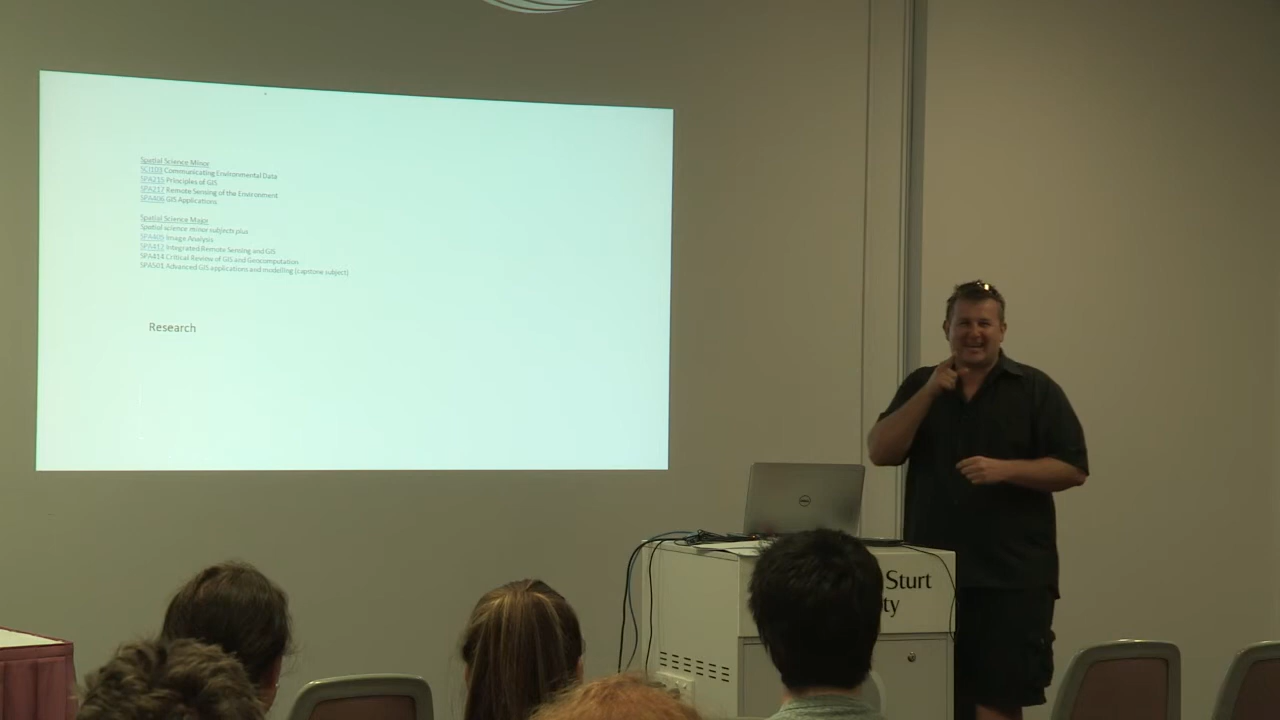 Spatial Science Minor
SCI103 Communicating Environmental Data
SPA215 Principles of GIS
SPA217 Remote Sensing of the Environment
SPA406 GIS Applications
Spatial Science Major
Spatial science minor subjects plus
SPA405 Image Analysis
SPA412 Integrated Remote Sensing and GIS
SPA414 Critical Review of GIS and Geocomputation
SPA501 Advanced GIS applications and modelling (capstone subject)
Research
DELL
Sturt
ty